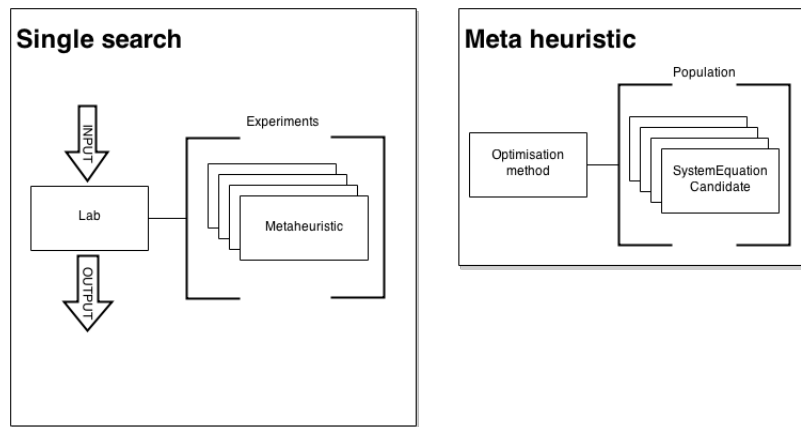 Single search
INPUT
Experiments
Lab
Metaheuristic
OUTPUT
Meta heuristic
Population
Optimisation
method
SystemEquation
Candidate